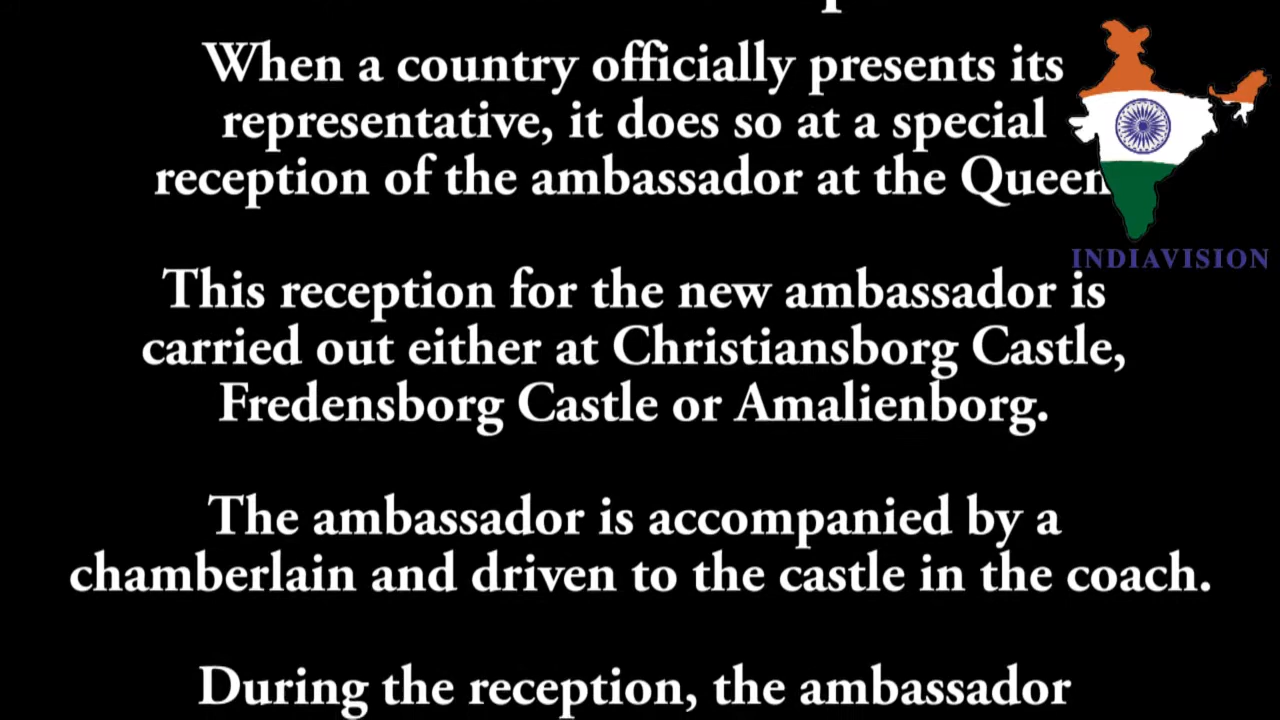 When a country officially presents its
representative, it does so at a special
reception of the ambassador at the Queen
INDIAVISION
This reception for the new ambassador is
carried out either at Christiansborg Castle,
Fredensborg Castle or Amalienborg.
The ambassador is accompanied by a
chamberlain and driven to the castle in the coach.
During the reception, the ambassador